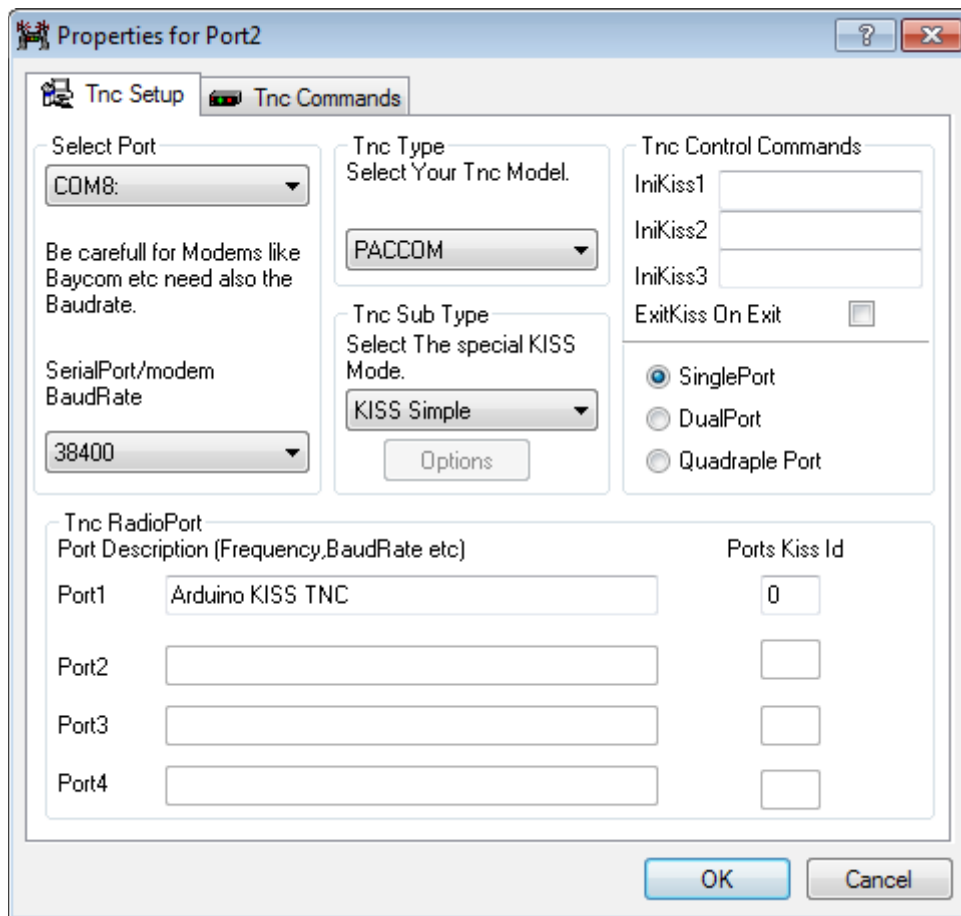 Properties for Port2
Tnc Setup
Tnc Commands
Select Port
COM8:
Be carefull for Modems like
Baycom etc need also the
Baudrate.
SerialPort/modem
BaudRate
38400
Tnc Type
Select Your Tnc Model.
PACCOM
Tnc Sub Type
Select The special KISS
Mode.
KISS Simple
Options
Tnc Control Commands
IniKiss1
IniKiss2
IniKiss3
ExitKiss On Exit
SinglePort
DualPort
Quadraple Port
Tnc RadioPort
Port Description (Frequency,BaudRate etc)
Ports Kiss Id
Port1
Arduino KISS TNC
0
Port2
Port3
Port4
OK
Cancel